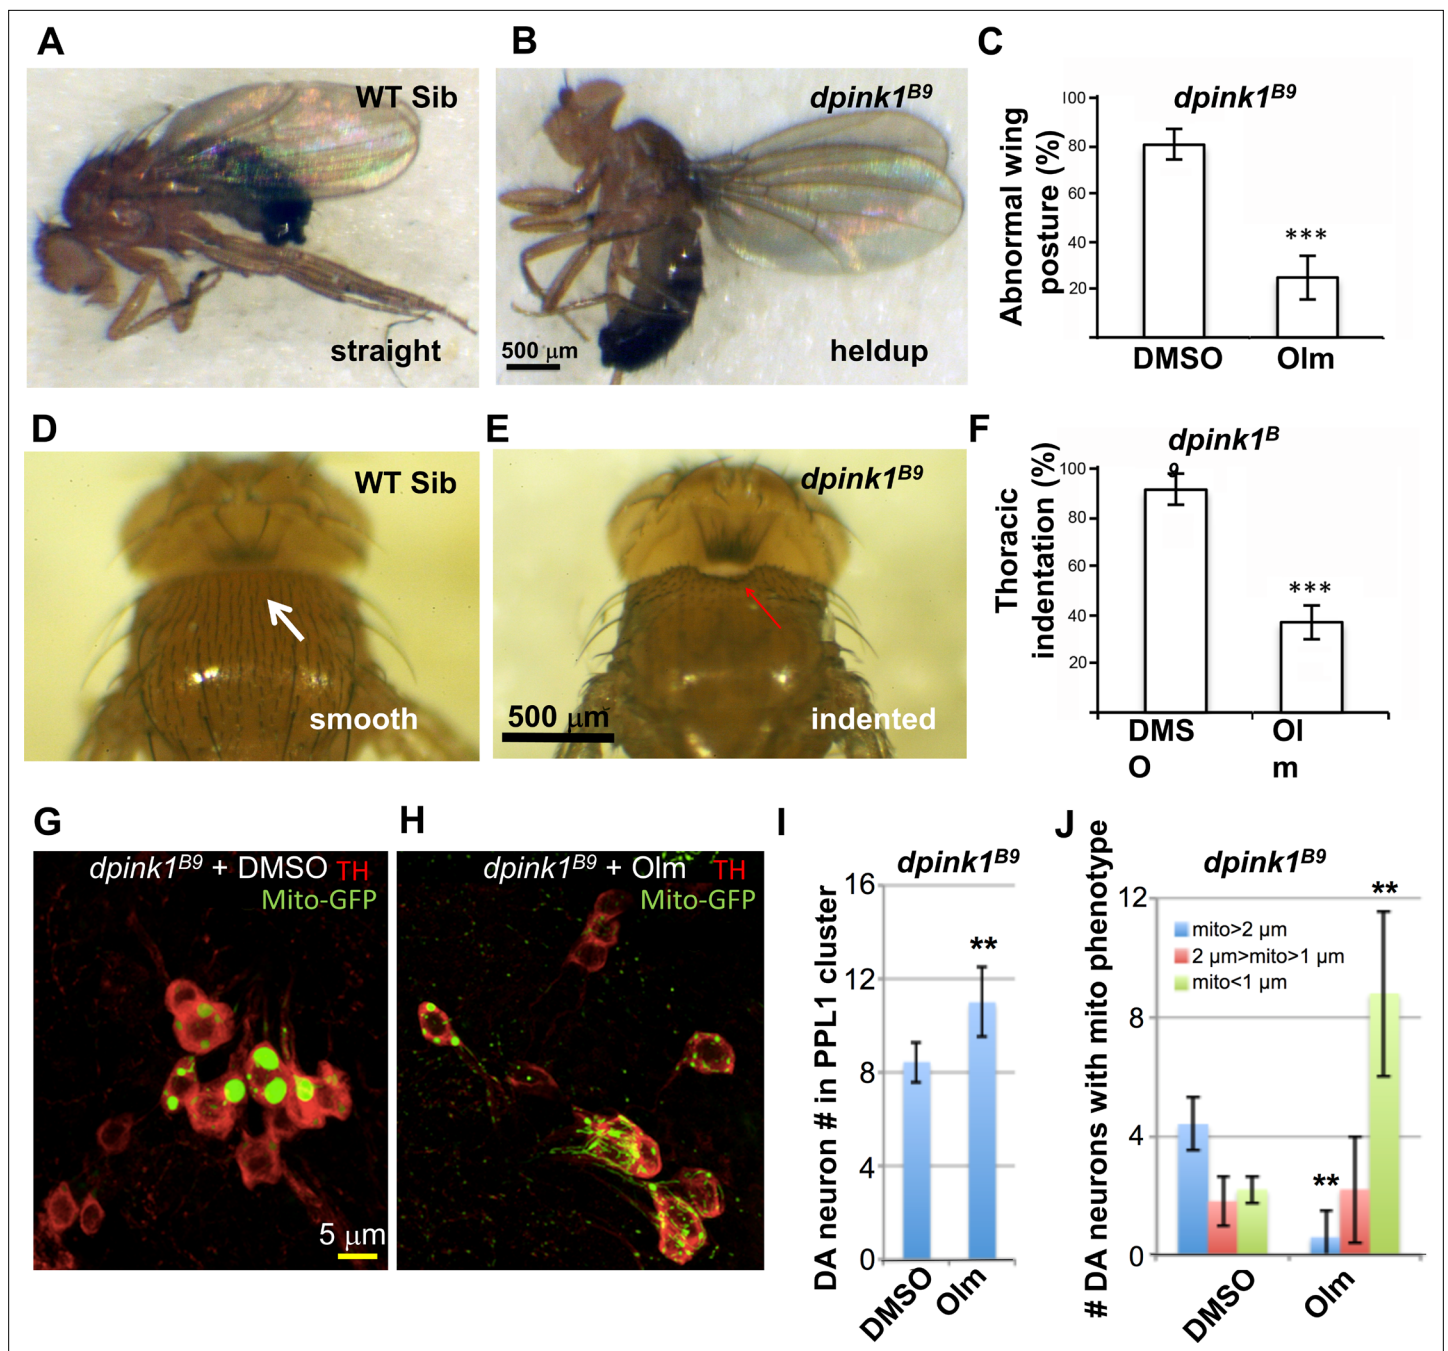 A
WT Sib
straight
B
dpink1B9
500 μm
heldup
C
dpink1B9
Abnormal wing
posture (%)
100
80
60
40
20
***
DMSO
Olm
D
WT Sib
smooth
E
dpink1B9
500 μm
indented
F
dpink1B
9
Thoracic
indentation (%)
100
80
60
40
20
***
DMS
O
Ol
m
G
dpink1B9 + DMSO TH
Mito-GFP
5 μm
H
dpink1B9 + Olm TH
Mito-GFP
I
dpink1B9
DA neuron # in PPL1 cluster
16
12
8
4
0
**
DMSO
Olm
J
dpink1B9
# DA neurons with mito phenotype
12
8
4
0
mito>2 μm
2 μm>mito>1 μm
mito<1 μm
**
**
DMSO
Olm